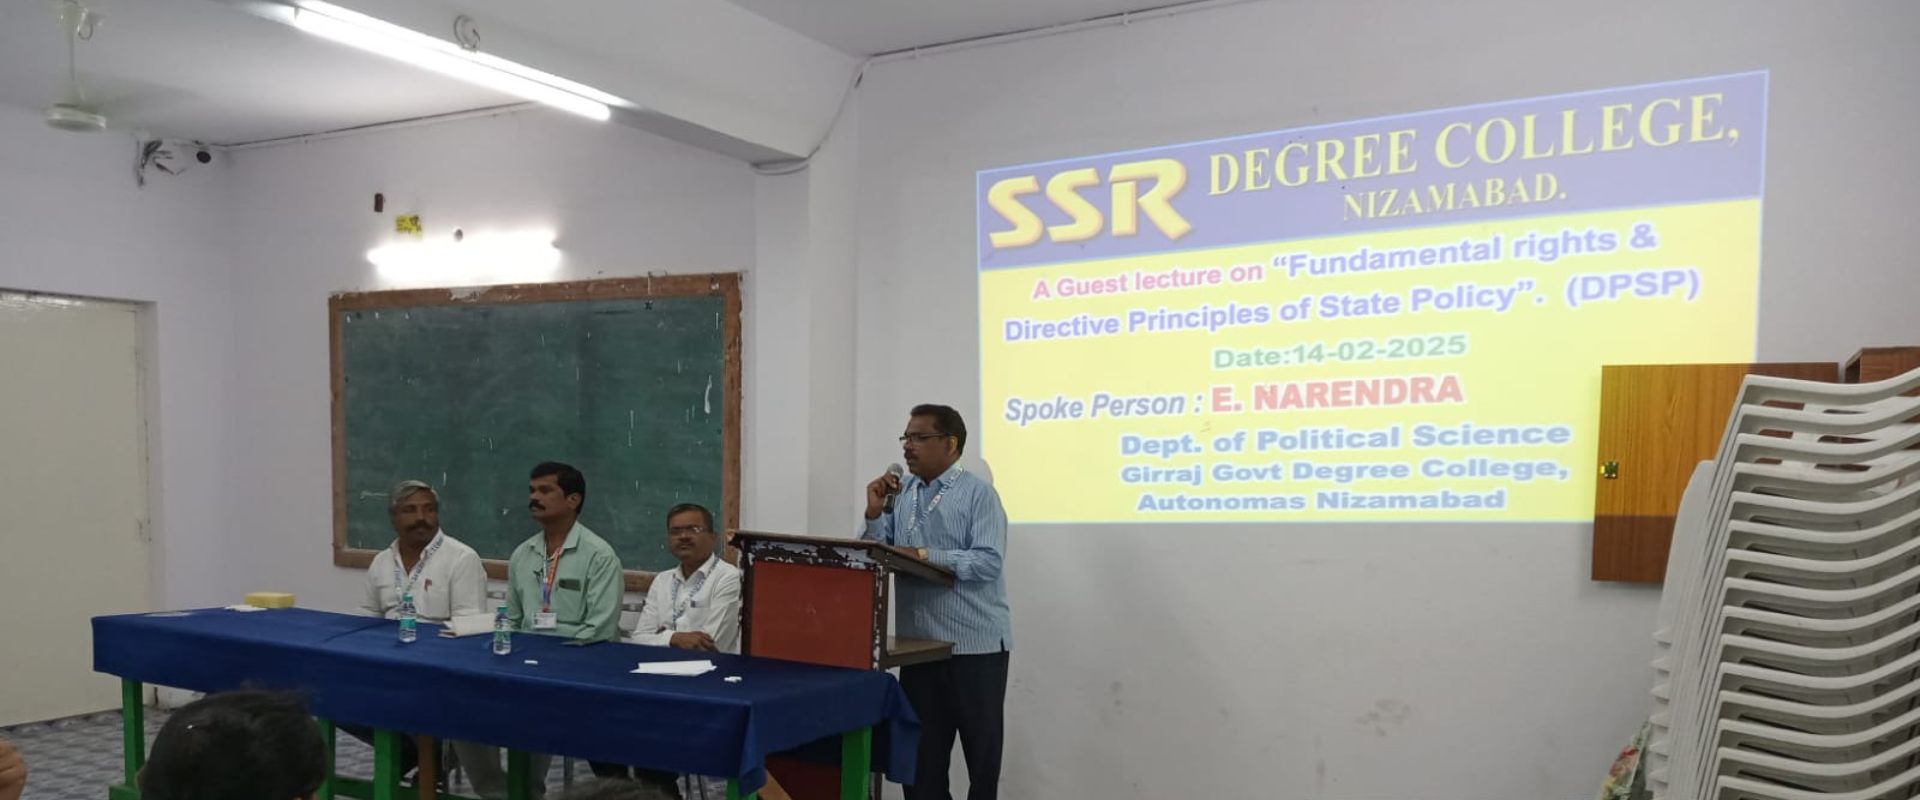 SSR DEGREE COLLEGE,
NIZAMABAD.
A Guest lecture on “Fundamental rights &
Directive Principles of State Policy”. (DPSP)
Date:14-02-2025
Spoke Person : E. NARENDRA
Dept. of Political Science
Girraj Govt Degree College,
Autonomas Nizamabad